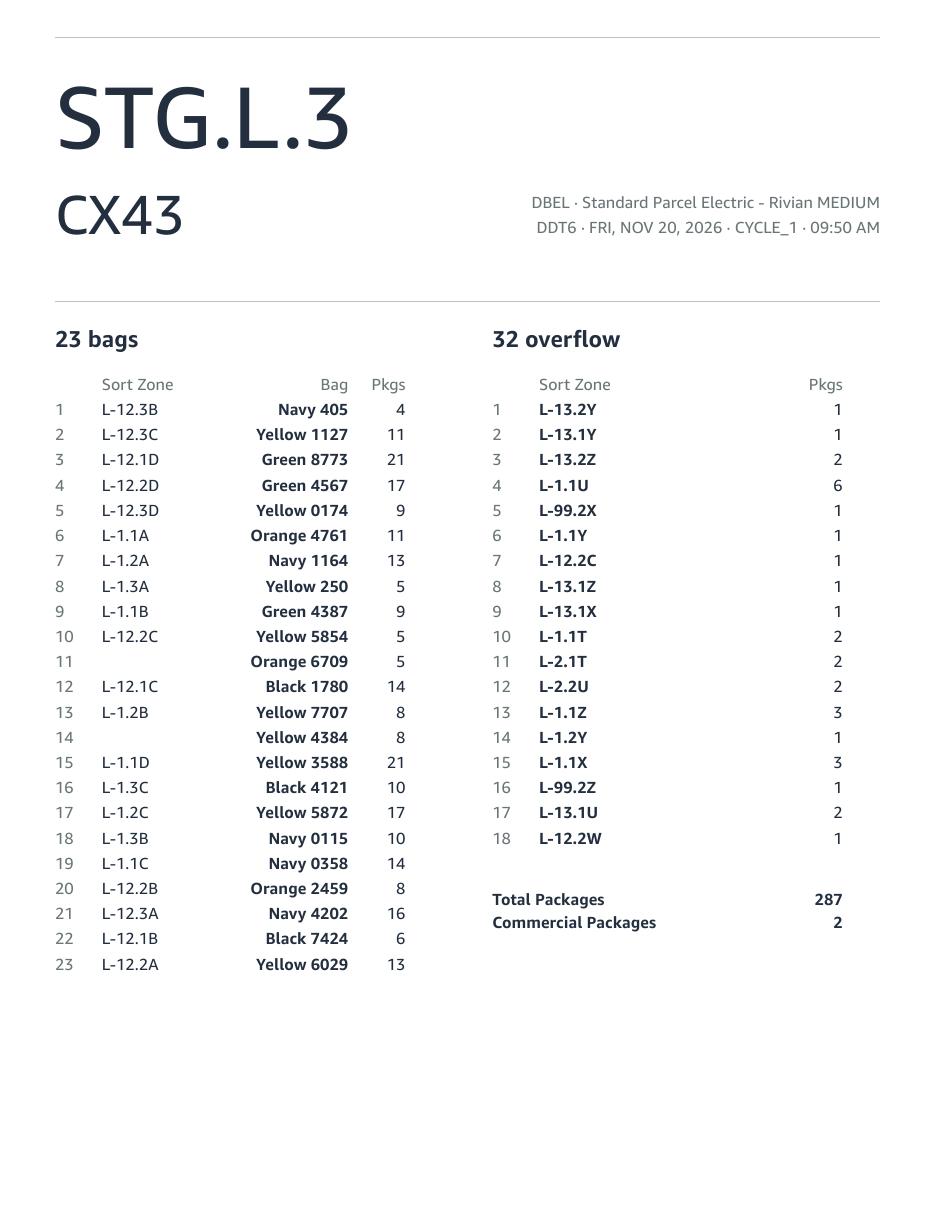 STG.L.3
CX43
DBEL · Standard Parcel Electric - Rivian MEDIUM
DDT6 · FRI, NOV 20, 2026 · CYCLE_1 · 09:50 AM
23 bags
Sort Zone Bag Pkgs
1 L-12.3B Navy 405 4
2 L-12.3C Yellow 1127 11
3 L-12.1D Green 8773 21
4 L-12.2D Green 4567 17
5 L-12.3D Yellow 0174 9
6 L-1.1A Orange 4761 11
7 L-1.2A Navy 1164 13
8 L-1.3A Yellow 250 5
9 L-1.1B Green 4387 9
10 L-12.2C Yellow 5854 5
11 Orange 6709 5
12 L-12.1C Black 1780 14
13 L-1.2B Yellow 7707 8
14 Yellow 4384 8
15 L-1.1D Yellow 3588 21
16 L-1.3C Black 4121 10
17 L-1.2C Yellow 5872 17
18 L-1.3B Navy 0115 10
19 L-1.1C Navy 0358 14
20 L-12.2B Orange 2459 8
21 L-12.3A Navy 4202 16
22 L-12.1B Black 7424 6
23 L-12.2A Yellow 6029 13
32 overflow
Sort Zone Pkgs
1 L-13.2Y 1
2 L-13.1Y 1
3 L-13.2Z 2
4 L-1.1U 6
5 L-99.2X 1
6 L-1.1Y 1
7 L-12.2C 1
8 L-13.1Z 1
9 L-13.1X 1
10 L-1.1T 2
11 L-2.1T 2
12 L-2.2U 2
13 L-1.1Z 3
14 L-1.2Y 1
15 L-1.1X 3
16 L-99.2Z 1
17 L-13.1U 2
18 L-12.2W 1
Total Packages 287
Commercial Packages 2